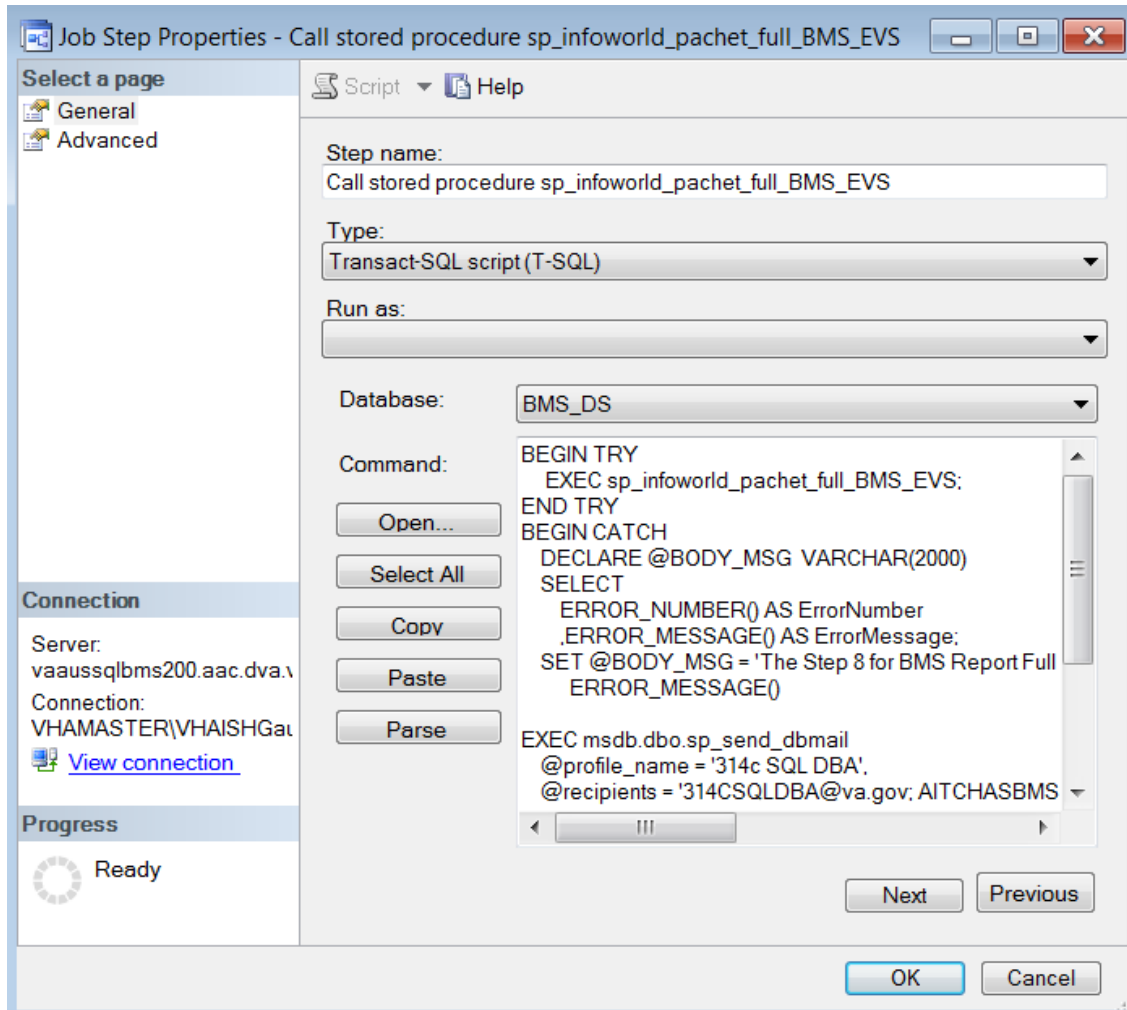 Job Step Properties - Call stored procedure sp_infoworld_pachet_full_BMS_EVS
Select a page
General
Advanced
Script
Help
Step name:
Call stored procedure sp_infoworld_pachet_full_BMS_EVS
Type:
Transact-SQL script (T-SQL)
Run as:
Database:
BMS_DS
Command:
Open...
Select All
Copy
Paste
Parse
BEGIN TRY
EXEC sp_infoworld_pachet_full_BMS_EVS;
END TRY
BEGIN CATCH
DECLARE @BODY_MSG VARCHAR(2000)
SELECT
ERROR_NUMBER() AS ErrorNumber
,ERROR_MESSAGE() AS ErrorMessage;
SET @BODY_MSG = 'The Step 8 for BMS Report Full
ERROR_MESSAGE()
EXEC msdb.dbo.sp_send_dbmail
@profile_name = '314c SQL DBA',
@recipients = '314CSQLDBA@va.gov; AITCHASBMS
Connection
Server:
vaaussqlbms200.aac.dva.v
Connection:
VHAMASTER\VHAISHGau
View connection
Progress
Ready
Next
Previous
OK
Cancel